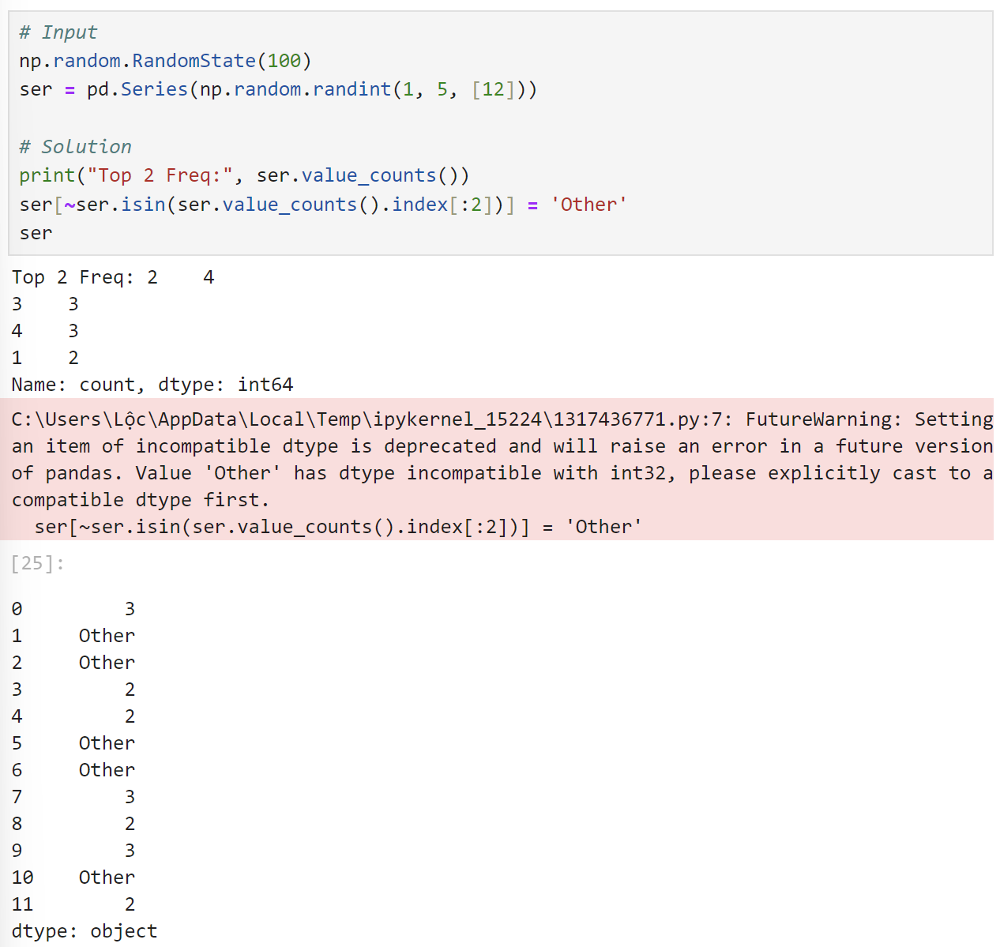 # Input
np.random.RandomState(100)
ser = pd.Series(np.random.randint(1, 5, [12]))
# Solution
print("Top 2 Freq:", ser.value_counts())
ser[~ser.isin(ser.value_counts().index[:2])] = 'Other'
ser
Top 2 Freq: 2    4
3    3
4    3
1    2
Name: count, dtype: int64
C:\Users\Lộc\AppData\Local\Temp\ipykernel_15224\1317436771.py:7: FutureWarning: Setting
an item of incompatible dtype is deprecated and will raise an error in a future version
of pandas. Value 'Other' has dtype incompatible with int32, please explicitly cast to a
compatible dtype first.
  ser[~ser.isin(ser.value_counts().index[:2])] = 'Other'
[25]:
0         3
1     Other
2     Other
3         2
4         2
5     Other
6     Other
7         3
8         2
9         3
10    Other
11        2
dtype: object